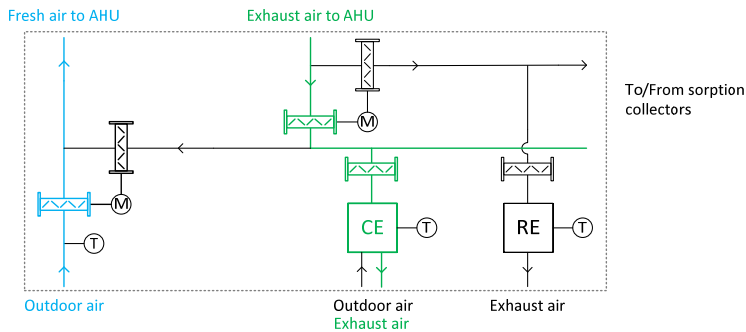 Fresh air to AHU
Exhaust air to AHU
To/From sorption
collectors
M
M
M
T
CE
T
RE
T
Outdoor air
Outdoor air
Exhaust air
Exhaust air